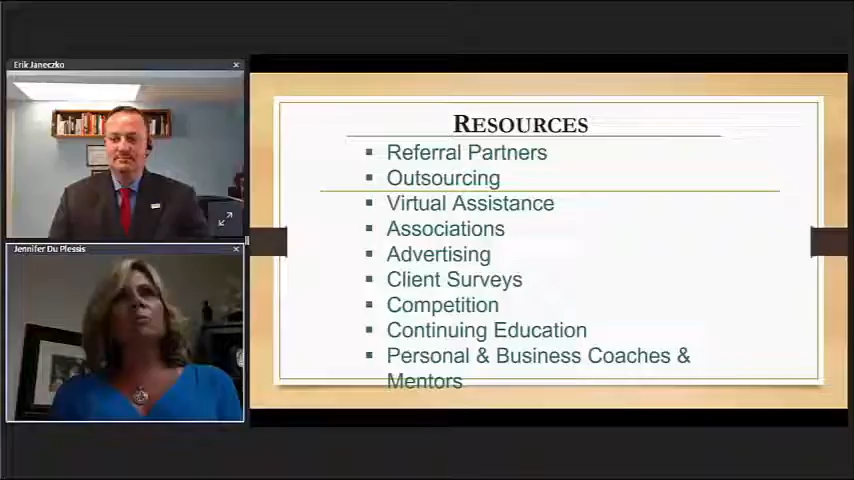 Erik Janeczko
Jennifer Du Plessis
RESOURCES
Referral Partners
Outsourcing
Virtual Assistance
Associations
Advertising
Client Surveys
Competition
Continuing Education
Personal & Business Coaches &
Mentors